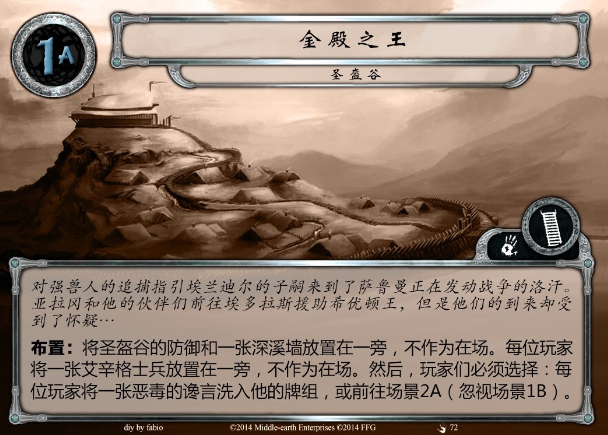 1A
金殿之王
圣盔谷
对强兽人的追捕指引埃兰迪尔的子嗣来到了萨鲁曼正在发动战争的洛汗。
亚拉冈和他的伙伴们前往埃多拉斯援助希优顿王，但是他们的到来却受
到了怀疑…
布置：将圣盔谷的防御和一张深溪墙放置在一旁，不作为在场。每位玩家
将一张艾辛格士兵放置在一旁，不作为在场。然后，玩家们必须选择：每
位玩家将一张恶毒的谗言洗入他的牌组，或前往场景2A（忽视场景1B）。
diy by fabio ©2014 Middle-earth Enterprises ©2014 FFG 72